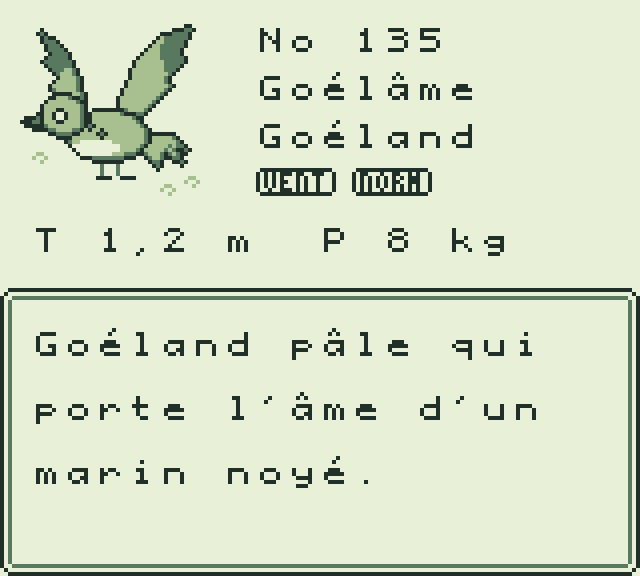 No 135
Goélâme
Goéland
VENT NORM
T 1,2 m P 8 kg
Goéland pâle qui
porte l'âme d'un
marin noyé.